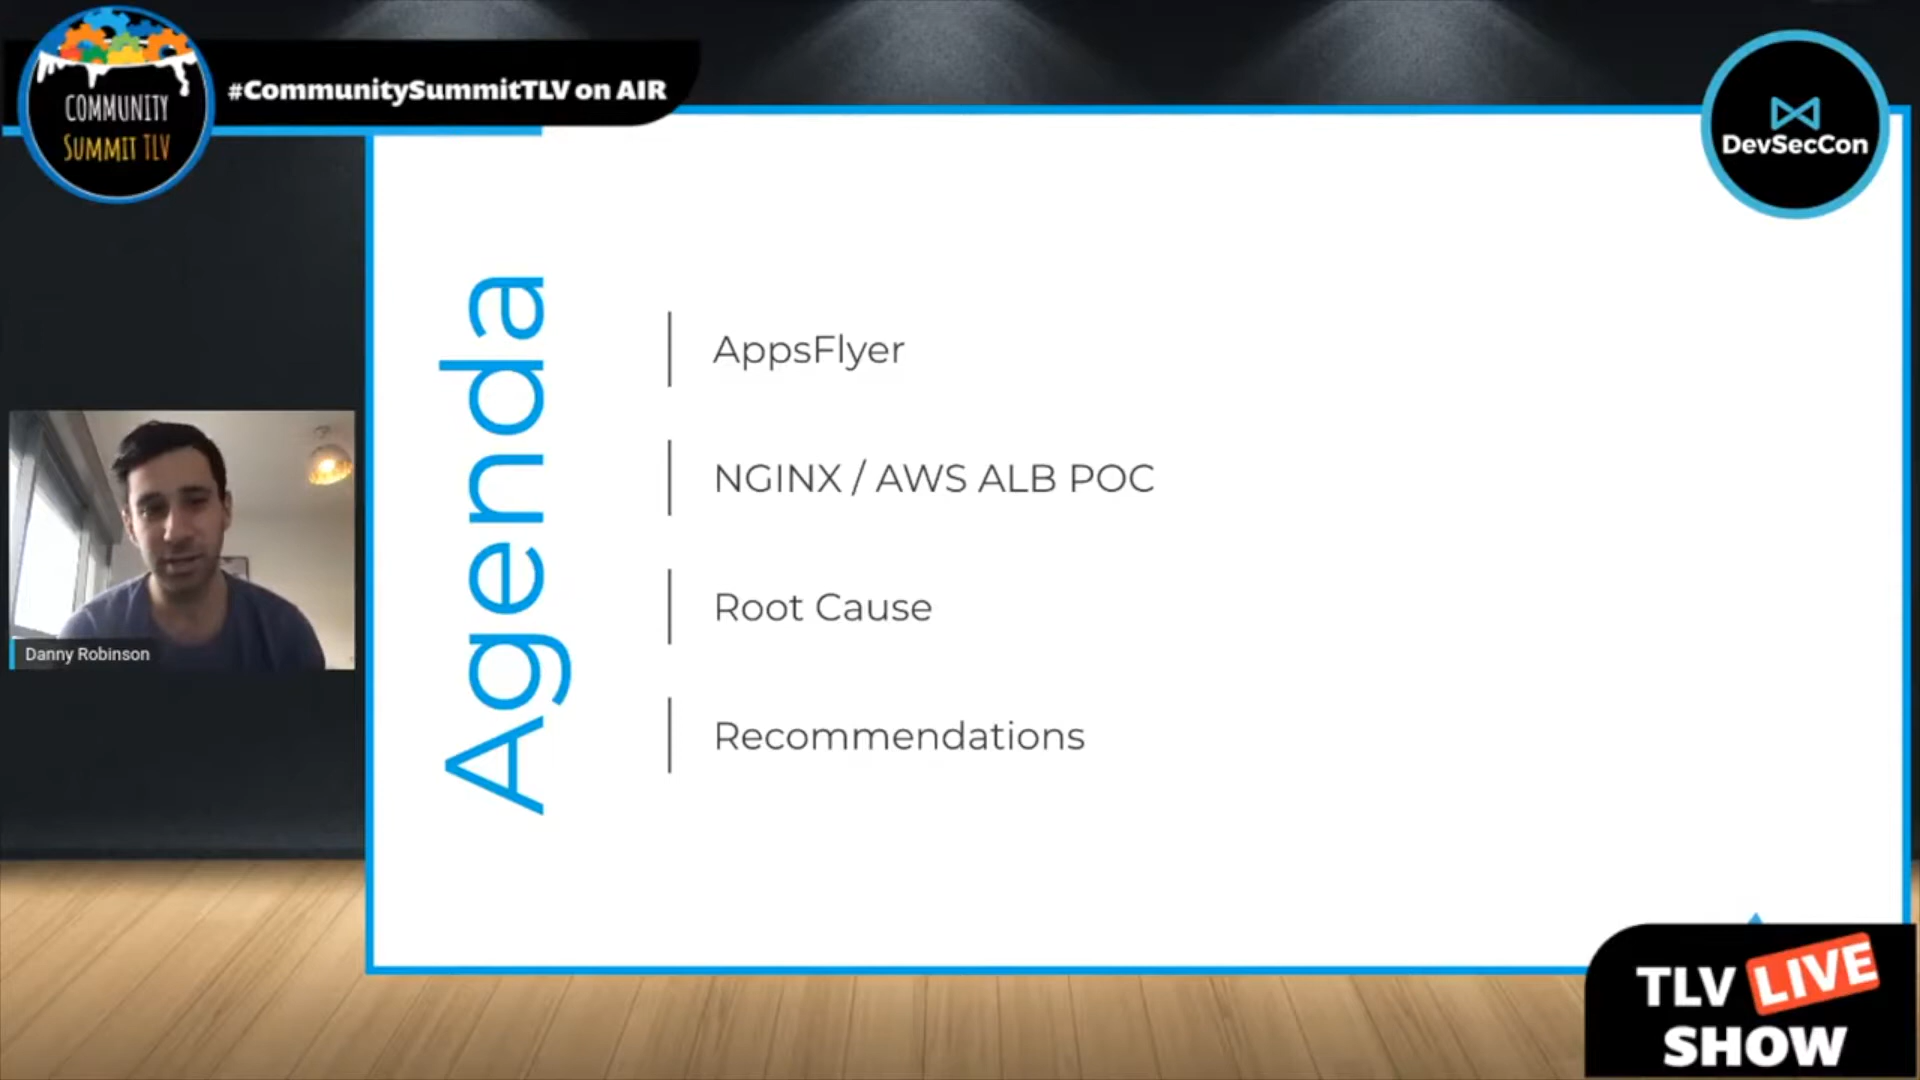 COMMUNITY
SUMMIT TLV
#CommunitySummitTLV on AIR
DevSecCon
Agenda
AppsFlyer
NGINX / AWS ALB POC
Root Cause
Recommendations
Danny Robinson
TLV LIVE
SHOW